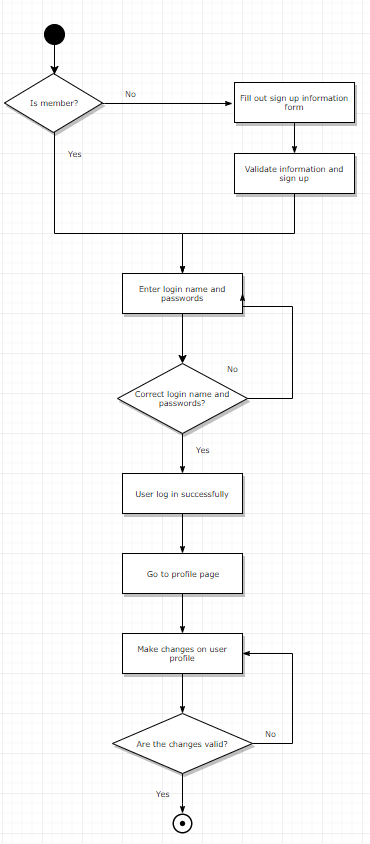 No
Is member?
Fill out sign up information
form
Yes
Validate information and
sign up
Enter login name and
passwords
No
Correct login name and
passwords?
Yes
User log in successfully
Go to profile page
Make changes on user
profile
No
Are the changes valid?
Yes